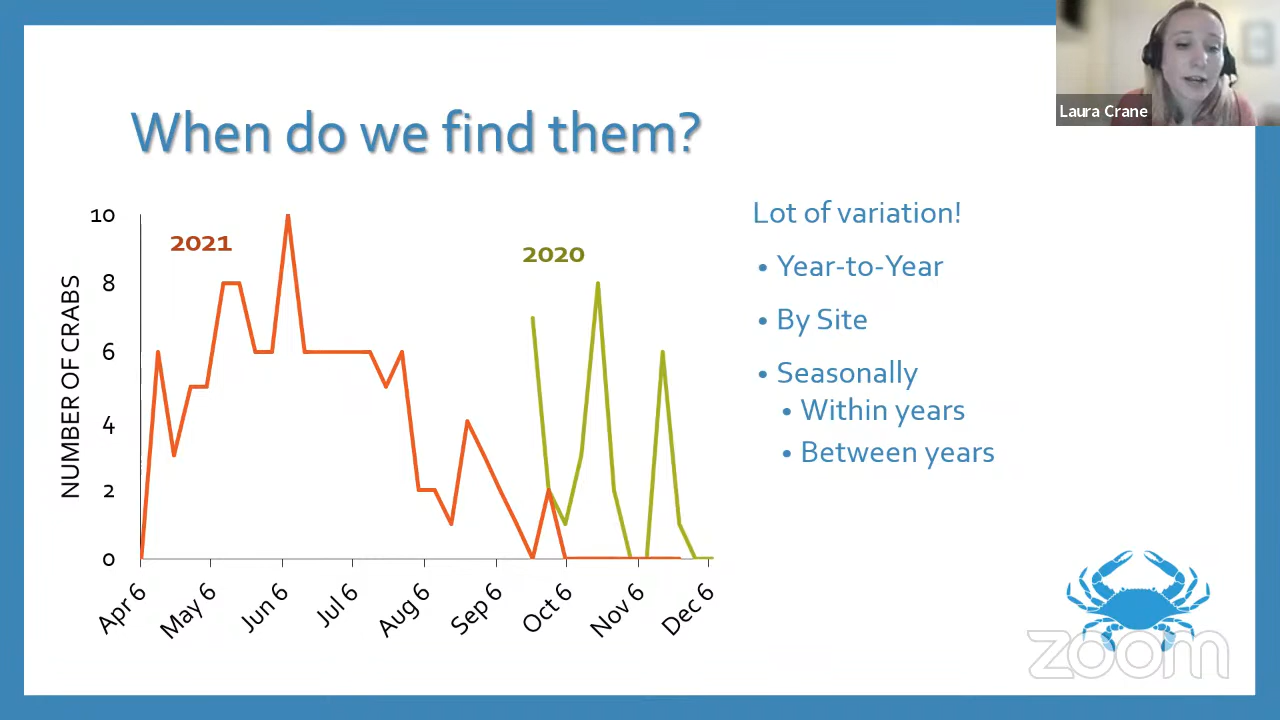 Laura Crane
When do we find them?
10
8
6
4
2
0
NUMBER OF CRABS
2021
2020
Apr 6
May 6
Jun 6
Jul 6
Aug 6
Sep 6
Oct 6
Nov 6
Dec 6
Lot of variation!
• Year-to-Year
• By Site
• Seasonally
• Within years
• Between years
zoom